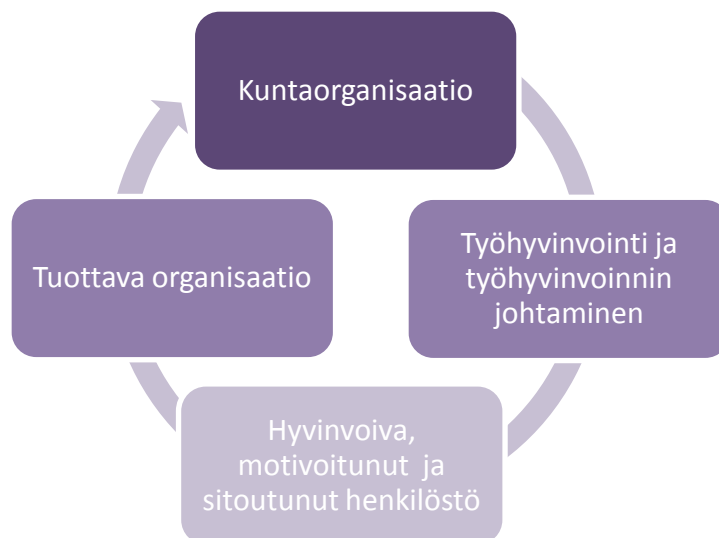 Kuntaorganisaatio
Työhyvinvointi ja
työhyvinvoinnin
johtaminen
Hyvinvoiva,
motivoitunut ja
sitoutunut henkilöstö
Tuottava organisaatio